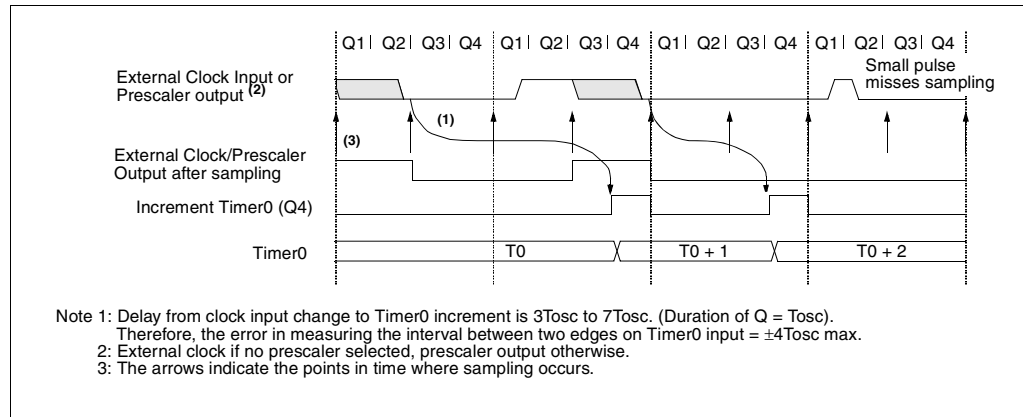 Q1 | Q2 | Q3 | Q4 | Q1 | Q2 | Q3 | Q4 | Q1 | Q2 | Q3 | Q4 | Q1 | Q2 | Q3 | Q4
External Clock Input or
Prescaler output (2)
Small pulse
misses sampling
(1)
(3)
External Clock/Prescaler
Output after sampling
Increment Timer0 (Q4)
Timer0
T0
T0 + 1
T0 + 2
Note 1: Delay from clock input change to Timer0 increment is 3Tosc to 7Tosc. (Duration of Q = Tosc).
Therefore, the error in measuring the interval between two edges on Timer0 input = ±4Tosc max.
2: External clock if no prescaler selected, prescaler output otherwise.
3: The arrows indicate the points in time where sampling occurs.